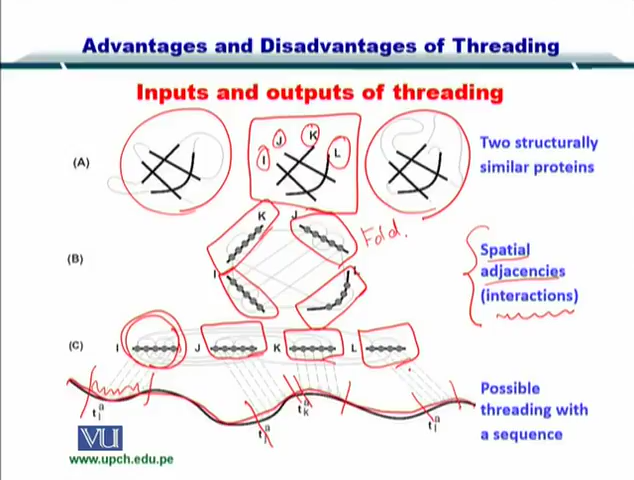 Advantages and Disadvantages of Threading
Inputs and outputs of threading
(A)
I J K L
Two structurally
similar proteins
K J
Fold.
(B)
I L
Spatial
adjacencies
(interactions)
(C) I J K L
Possible
threading with
a sequence
VU
www.upch.edu.pe